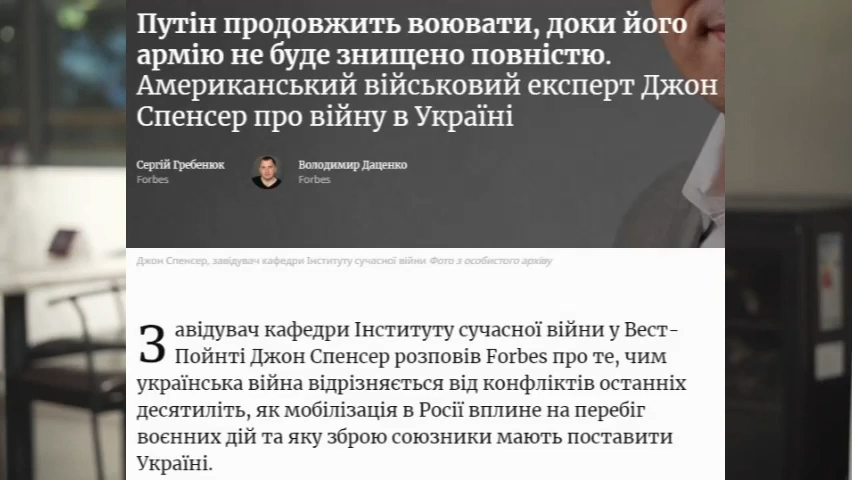 Путін продовжить воювати, доки його
армію не буде знищено повністю.
Американський військовий експерт Джон
Спенсер про війну в Україні
Сергій Гребенюк
Forbes
Володимир Даценко
Forbes
Джон Спенсер, завідувач кафедри Інституту сучасної війни Фото з особистого архіву
Завідувач кафедри Інституту сучасної війни у Вест-
Пойнті Джон Спенсер розповів Forbes про те, чим
українська війна відрізняється від конфліктів останніх
десятиліть, як мобілізація в Росії вплине на перебіг
воєнних дій та яку зброю союзники мають поставити
Україні.